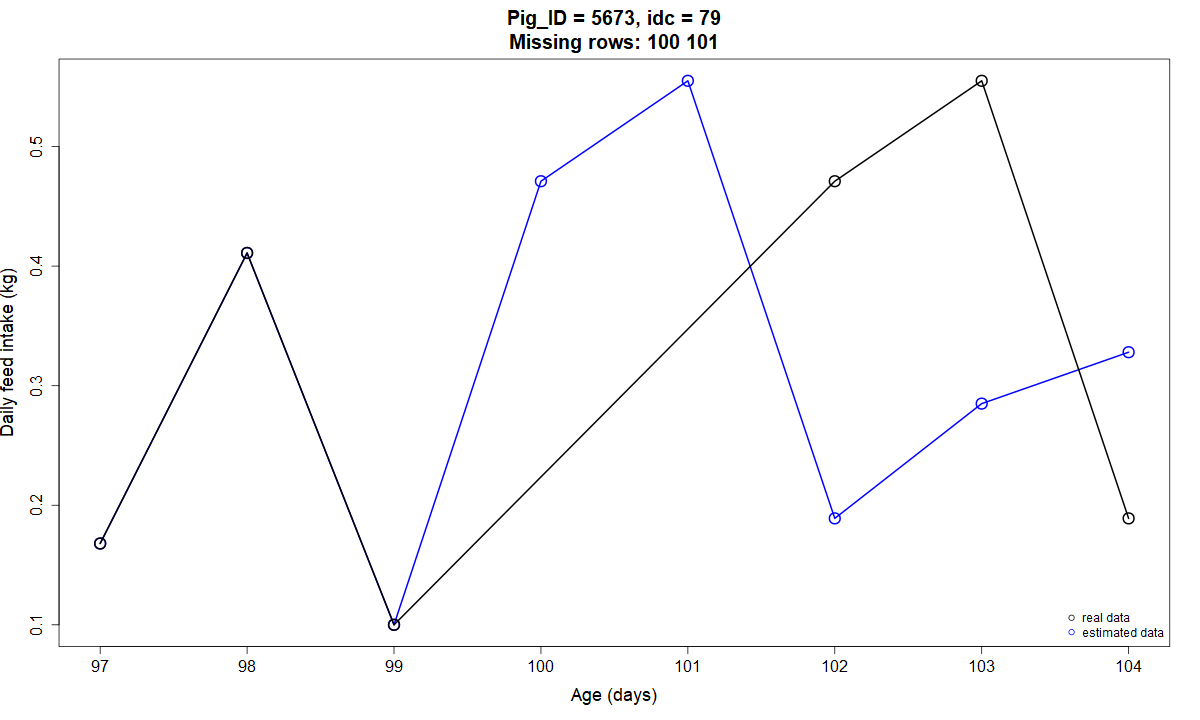 Pig_ID = 5673, idc = 79
Missing rows: 100 101
Daily feed intake (kg)
0.5
0.4
0.3
0.2
0.1
real data
estimated data
97 98 99 100 101 102 103 104
Age (days)